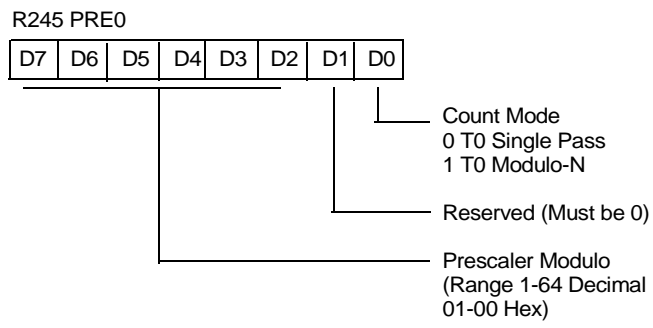 R245 PRE0
D7 D6 D5 D4 D3 D2 D1 D0
Count Mode
0 T0 Single Pass
1 T0 Modulo-N
Reserved (Must be 0)
Prescaler Modulo
(Range 1-64 Decimal
01-00 Hex)